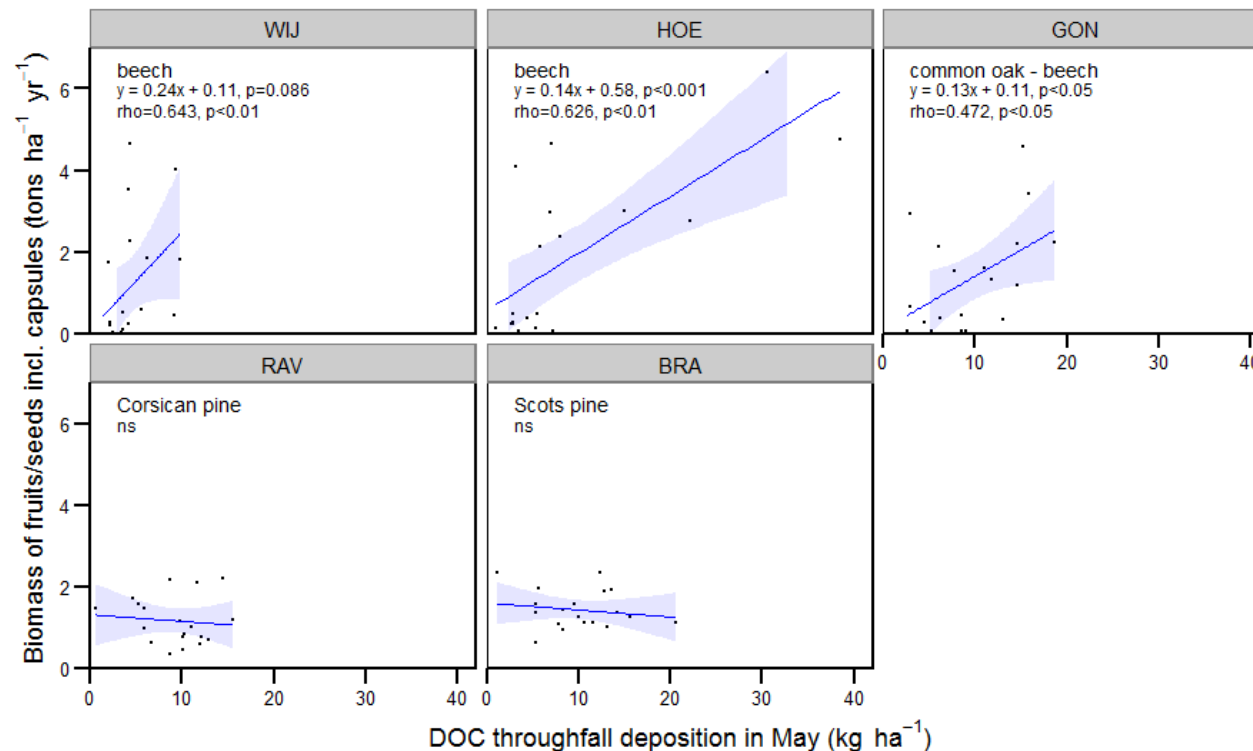 WIJ
HOE
GON
beech
y = 0.24x + 0.11, p=0.086
rho=0.643, p<0.01
beech
y = 0.14x + 0.58, p<0.001
rho=0.626, p<0.01
common oak - beech
y = 0.13x + 0.11, p<0.05
rho=0.472, p<0.05
6
4
2
0
0 10 20 30 40
RAV
BRA
Corsican pine
ns
Scots pine
ns
6
4
2
0
0 10 20 30 40
0 10 20 30 40
Biomass of fruits/seeds incl. capsules (tons ha⁻¹ yr⁻¹)
DOC throughfall deposition in May (kg ha⁻¹)